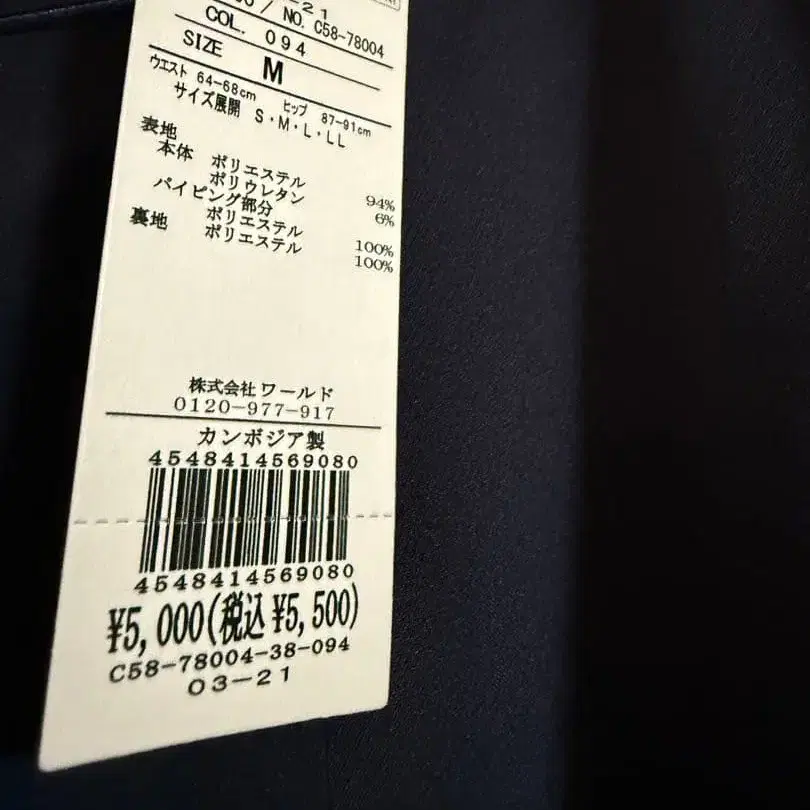 / NO. C58-78004
COL. 094
SIZE M
ウエスト 64-68cm ヒップ 87-91cm
サイズ展開 S・M・L・LL
表地
本体 ポリエステル 94%
ポリウレタン 6%
パイピング部分
ポリエステル 100%
裏地 ポリエステル 100%
株式会社ワールド
0120-977-917
カンボジア製
4548414569080
4548414569080
¥5,000(税込¥5,500)
C58-78004-38-094
03-21